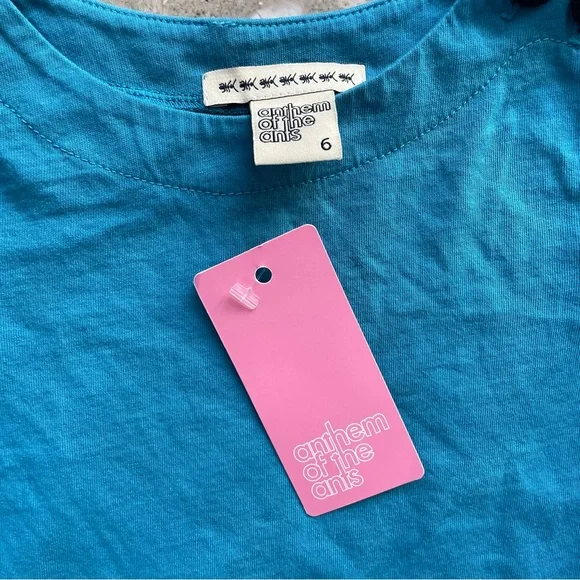 anthem
of the
ants
6
anthem
of the
ants